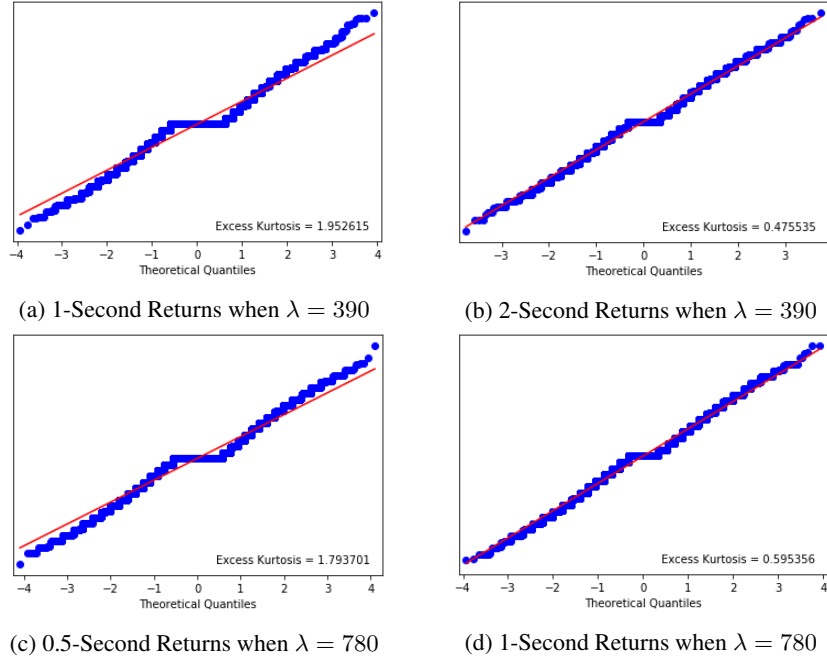 Excess Kurtosis = 1.952615
−4 −3 −2 −1 0 1 2 3 4
Theoretical Quantiles
(a) 1-Second Returns when λ = 390
Excess Kurtosis = 0.475535
−3 −2 −1 0 1 2 3
Theoretical Quantiles
(b) 2-Second Returns when λ = 390
Excess Kurtosis = 1.793701
−4 −3 −2 −1 0 1 2 3 4
Theoretical Quantiles
(c) 0.5-Second Returns when λ = 780
Excess Kurtosis = 0.595356
−4 −3 −2 −1 0 1 2 3 4
Theoretical Quantiles
(d) 1-Second Returns when λ = 780